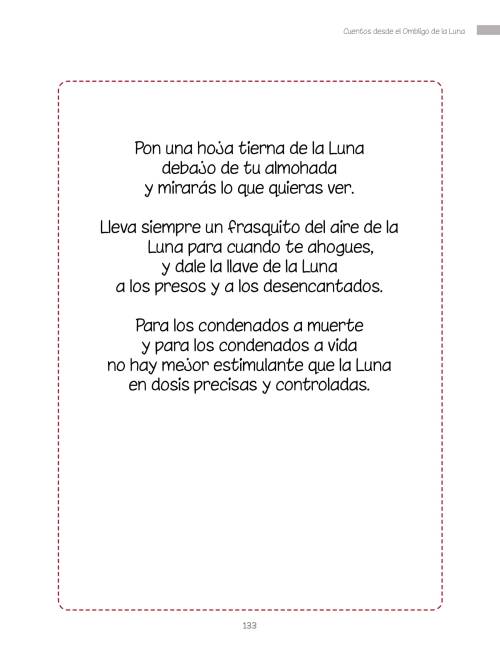 Cuentos desde el Ombligo de la Luna
Pon una hoja tierna de la Luna
debajo de tu almohada
y mirarás lo que quieras ver.
Lleva siempre un frasquito del aire de la
Luna para cuando te ahogues,
y dale la llave de la Luna
a los presos y a los desencantados.
Para los condenados a muerte
y para los condenados a vida
no hay mejor estimulante que la Luna
en dosis precisas y controladas.
133